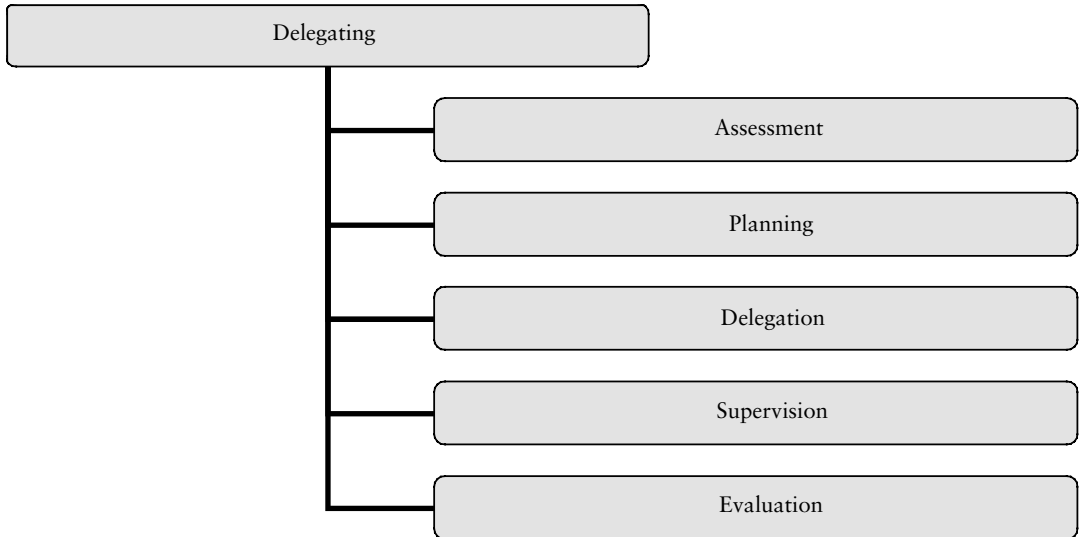 Delegating
Assessment
Planning
Delegation
Supervision
Evaluation